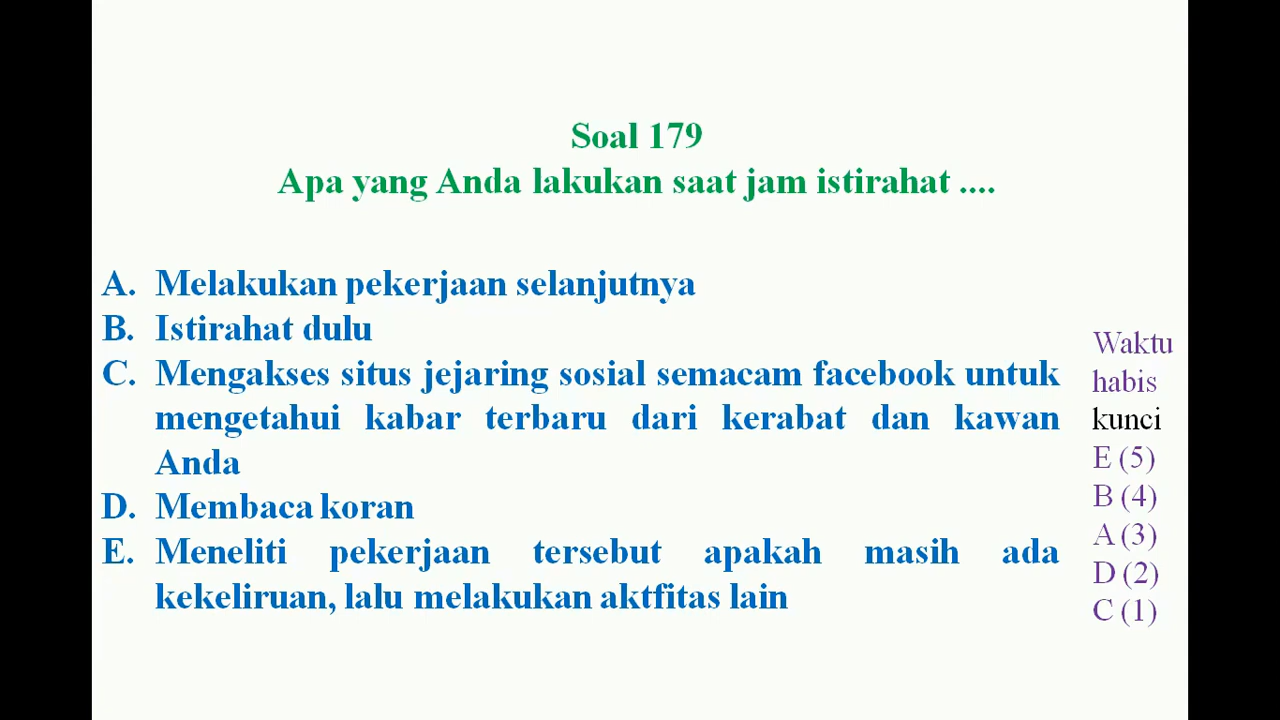 Soal 179
Apa yang Anda lakukan saat jam istirahat ....
A. Melakukan pekerjaan selanjutnya
B. Istirahat dulu
C. Mengakses situs jejaring sosial semacam facebook untuk
mengetahui kabar terbaru dari kerabat dan kawan
Anda
D. Membaca koran
E. Meneliti pekerjaan tersebut apakah masih ada
kekeliruan, lalu melakukan aktfitas lain
Waktu
habis
kunci
E (5)
B (4)
A (3)
D (2)
C (1)